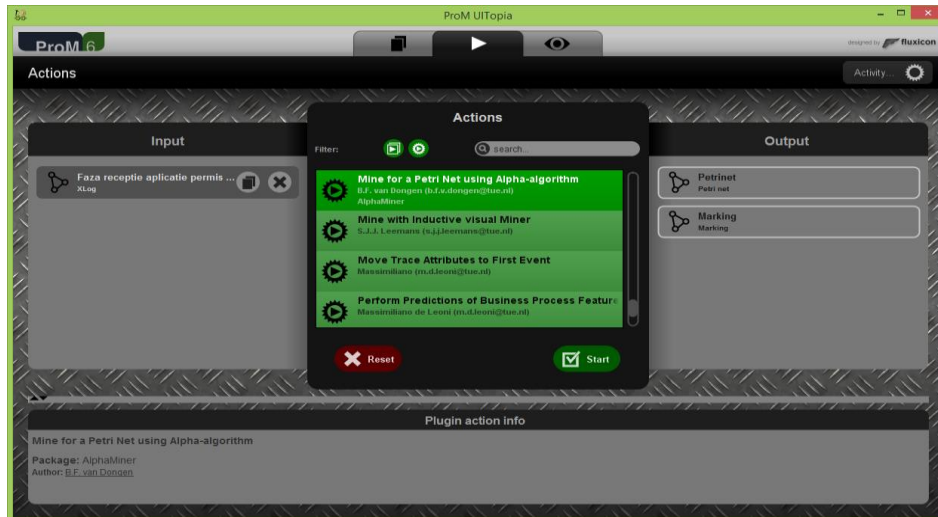 ProM UITopia
ProM 6
designed by fluxicon
Actions
Activity...
Input
Faza receptie aplicatie permis ...
XLog
Actions
Filter:
search...
Mine for a Petri Net using Alpha-algorithm
B.F. van Dongen (b.f.v.dongen@tue.nl)
AlphaMiner
Mine with Inductive visual Miner
S.J.J. Leemans (s.j.j.leemans@tue.nl)
Move Trace Attributes to First Event
Massimiliano (m.d.leoni@tue.nl)
Perform Predictions of Business Process Feature
Massimiliano de Leoni (m.d.leoni@tue.nl)
Reset
Start
Output
Petrinet
Petri net
Marking
Marking
Plugin action info
Mine for a Petri Net using Alpha-algorithm
Package: AlphaMiner
Author: B.F. van Dongen